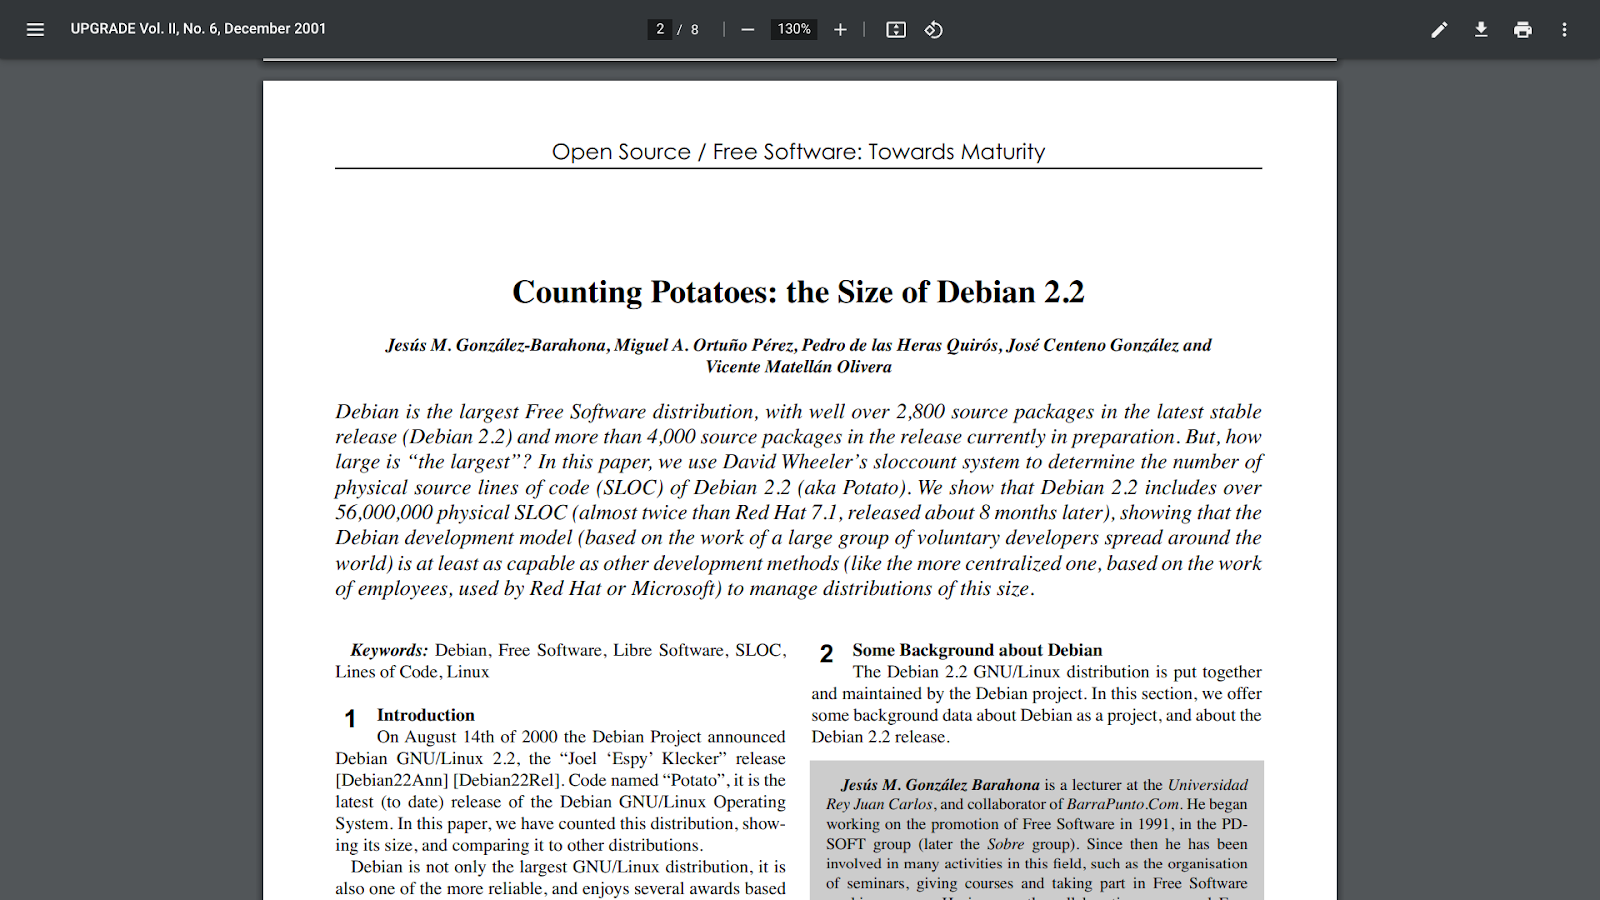 UPGRADE Vol. II, No. 6, December 2001
2 / 8
130%
Open Source / Free Software: Towards Maturity
Counting Potatoes: the Size of Debian 2.2
Jesús M. González-Barahona, Miguel A. Ortuño Pérez, Pedro de las Heras Quirós, José Centeno González and
Vicente Matellán Olivera
Debian is the largest Free Software distribution, with well over 2,800 source packages in the latest stable
release (Debian 2.2) and more than 4,000 source packages in the release currently in preparation. But, how
large is “the largest”? In this paper, we use David Wheeler’s sloccount system to determine the number of
physical source lines of code (SLOC) of Debian 2.2 (aka Potato). We show that Debian 2.2 includes over
56,000,000 physical SLOC (almost twice than Red Hat 7.1, released about 8 months later), showing that the
Debian development model (based on the work of a large group of voluntary developers spread around the
world) is at least as capable as other development methods (like the more centralized one, based on the work
of employees, used by Red Hat or Microsoft) to manage distributions of this size.
Keywords: Debian, Free Software, Libre Software, SLOC,
Lines of Code, Linux
1 Introduction
On August 14th of 2000 the Debian Project announced
Debian GNU/Linux 2.2, the “Joel ‘Espy’ Klecker” release
[Debian22Ann] [Debian22Rel]. Code named “Potato”, it is the
latest (to date) release of the Debian GNU/Linux Operating
System. In this paper, we have counted this distribution, show-
ing its size, and comparing it to other distributions.
Debian is not only the largest GNU/Linux distribution, it is
also one of the more reliable, and enjoys several awards based
2 Some Background about Debian
The Debian 2.2 GNU/Linux distribution is put together
and maintained by the Debian project. In this section, we offer
some background data about Debian as a project, and about the
Debian 2.2 release.
Jesús M. González Barahona is a lecturer at the Universidad
Rey Juan Carlos, and collaborator of BarraPunto.Com. He began
working on the promotion of Free Software in 1991, in the PD-
SOFT group (later the Sobre group). Since then he has been
involved in many activities in this field, such as the organisation
of seminars, giving courses and taking part in Free Software